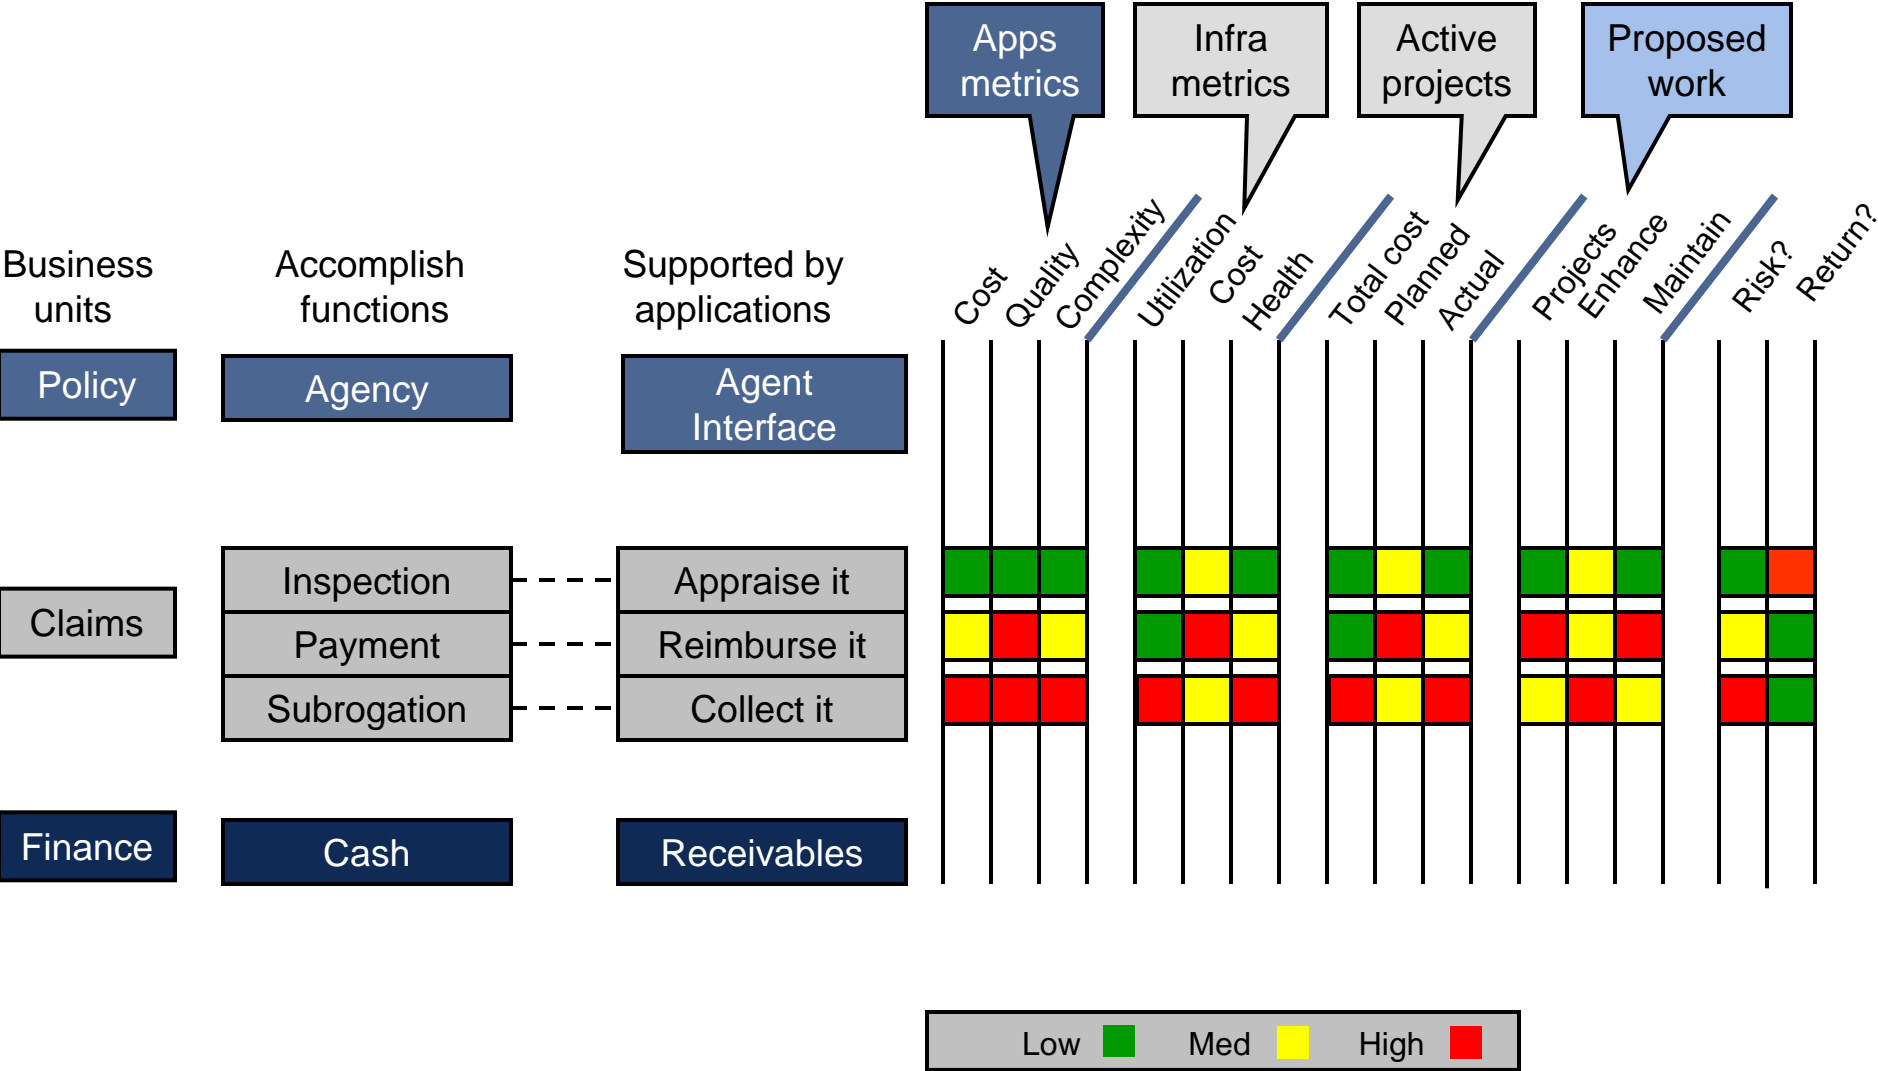 Apps
metrics
Infra
metrics
Active
projects
Proposed
work
Business
units
Accomplish
functions
Supported by
applications
Cost
Quality
Complexity
Utilization
Cost
Health
Total cost
Planned
Actual
Projects
Enhance
Maintain
Risk?
Return?
Policy
Agency
Agent
Interface
Claims
Inspection
Appraise it
Payment
Reimburse it
Subrogation
Collect it
Finance
Cash
Receivables
Low
Med
High